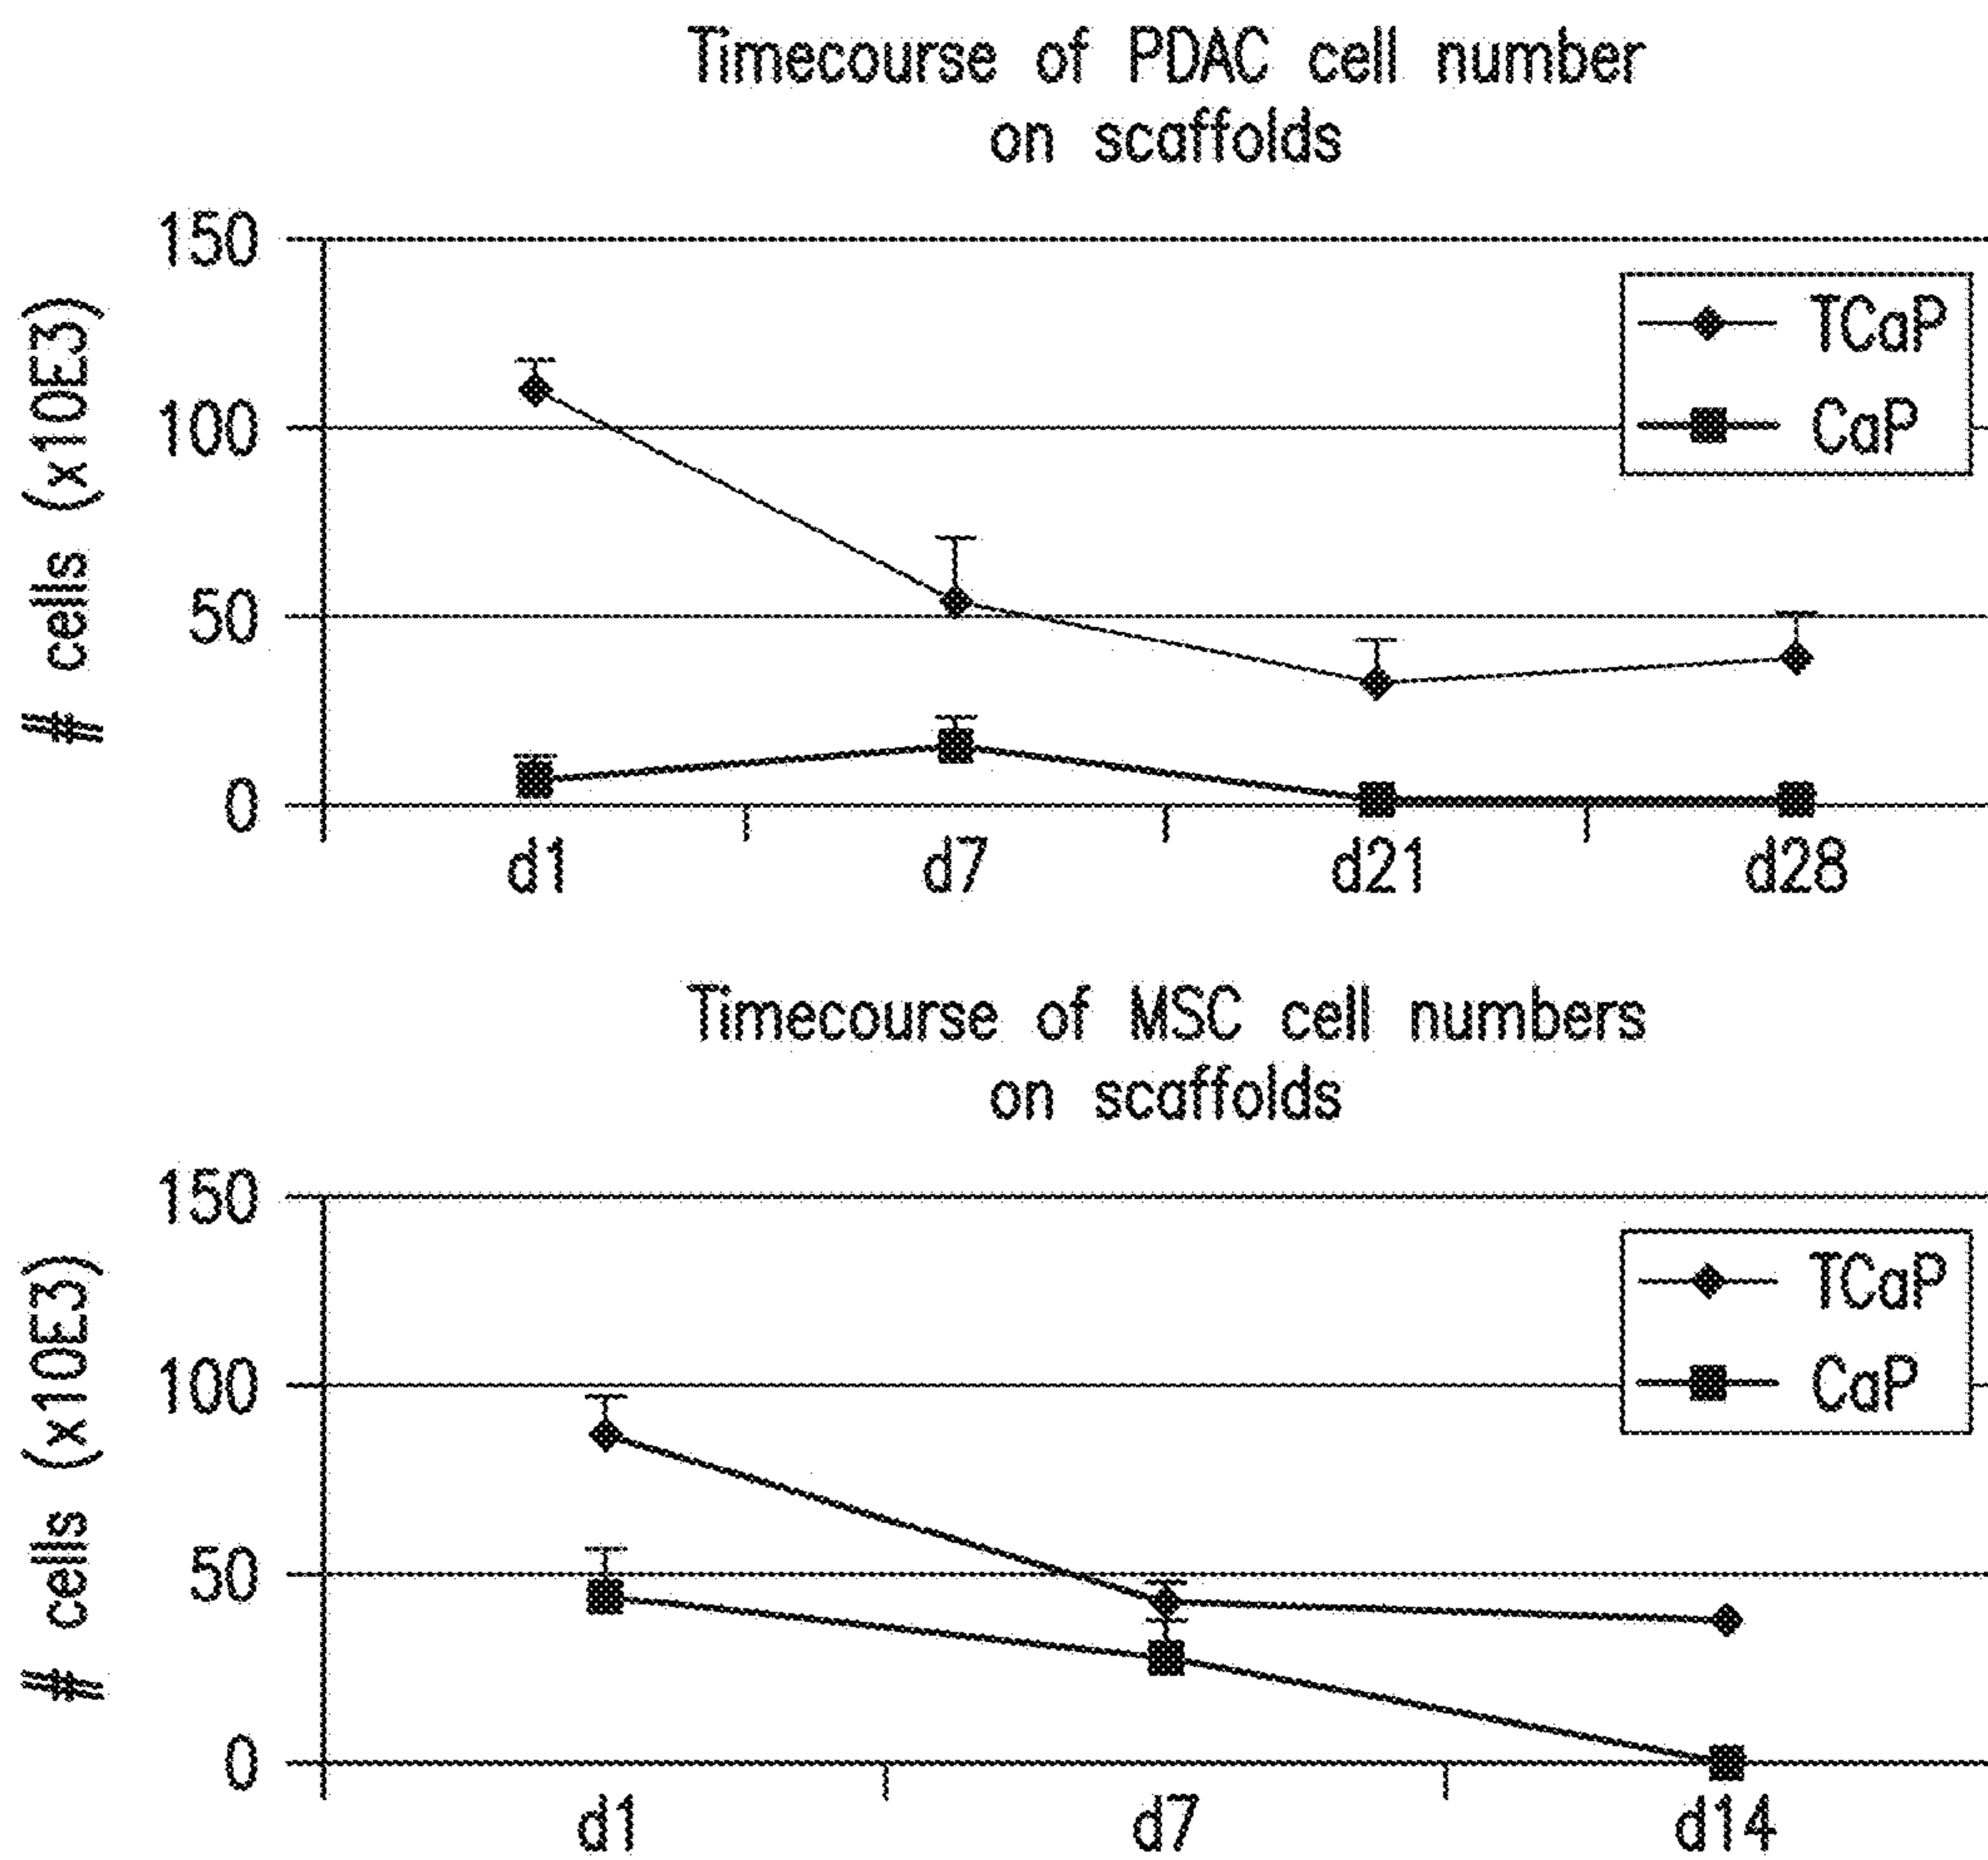 Timecourse of PDAC cell number
on scaffolds
# cells (x10E3)
150
100
50
0
TCaP
CaP
d1 d7 d21 d28
Timecourse of MSC cell numbers
on scaffolds
# cells (x10E3)
150
100
50
0
TCaP
CaP
d1 d7 d14